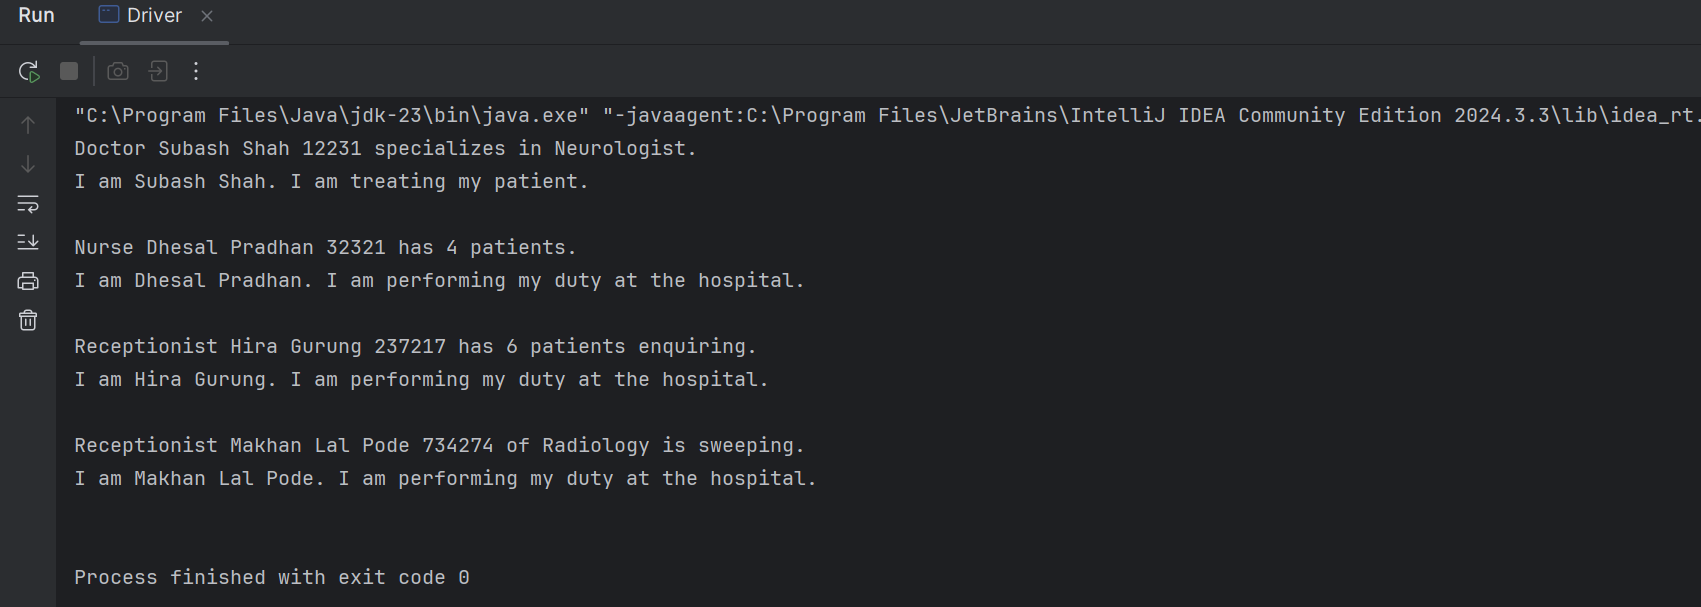 Run Driver
"C:\Program Files\Java\jdk-23\bin\java.exe" "-javaagent:C:\Program Files\JetBrains\IntelliJ IDEA Community Edition 2024.3.3\lib\idea_rt.
Doctor Subash Shah 12231 specializes in Neurologist.
I am Subash Shah. I am treating my patient.
Nurse Dhesal Pradhan 32321 has 4 patients.
I am Dhesal Pradhan. I am performing my duty at the hospital.
Receptionist Hira Gurung 237217 has 6 patients enquiring.
I am Hira Gurung. I am performing my duty at the hospital.
Receptionist Makhan Lal Pode 734274 of Radiology is sweeping.
I am Makhan Lal Pode. I am performing my duty at the hospital.
Process finished with exit code 0